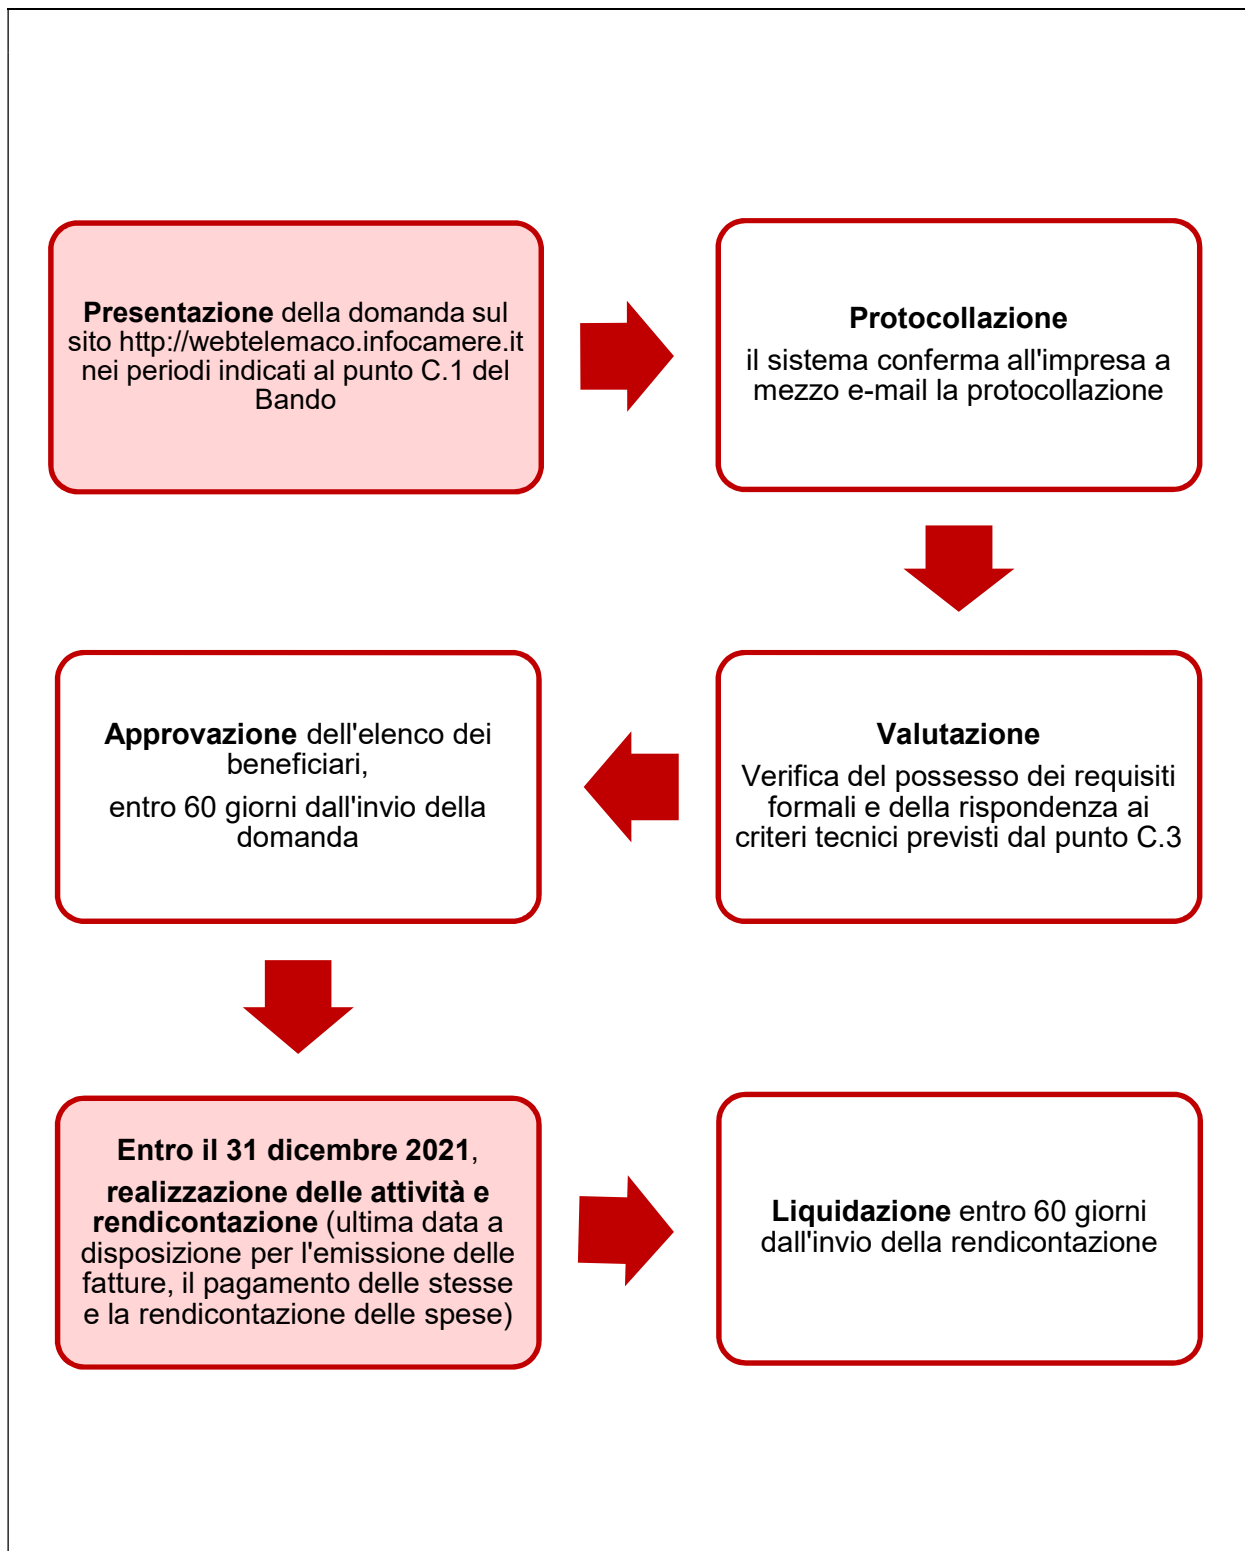 Presentazione della domanda sul
sito http://webtelemaco.infocamere.it
nei periodi indicati al punto C.1 del
Bando
Protocollazione
il sistema conferma all'impresa a
mezzo e-mail la protocollazione
Valutazione
Verifica del possesso dei requisiti
formali e della rispondenza ai
criteri tecnici previsti dal punto C.3
Approvazione dell'elenco dei
beneficiari,
entro 60 giorni dall'invio della
domanda
Entro il 31 dicembre 2021,
realizzazione delle attività e
rendicontazione (ultima data a
disposizione per l'emissione delle
fatture, il pagamento delle stesse
e la rendicontazione delle spese)
Liquidazione entro 60 giorni
dall'invio della rendicontazione